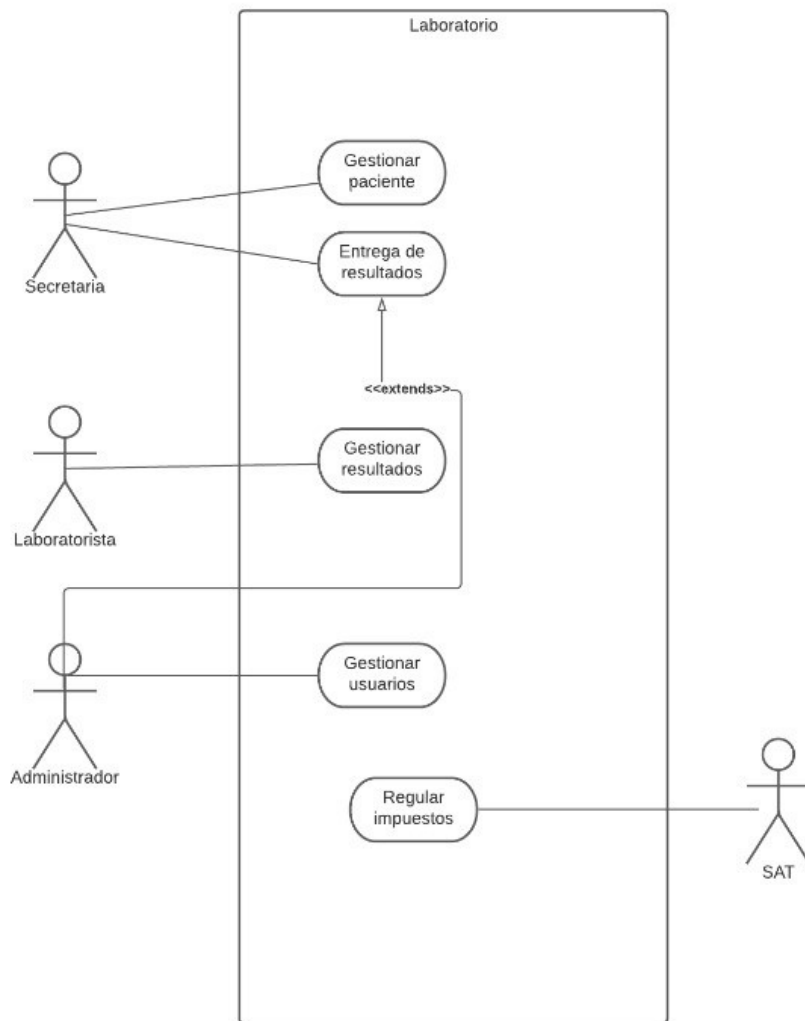 Laboratorio
Gestionar
paciente
Entrega de
resultados
Secretaria
<<extends>>
Gestionar
resultados
Laboratorista
Gestionar
usuarios
Administrador
Regular
impuestos
SAT